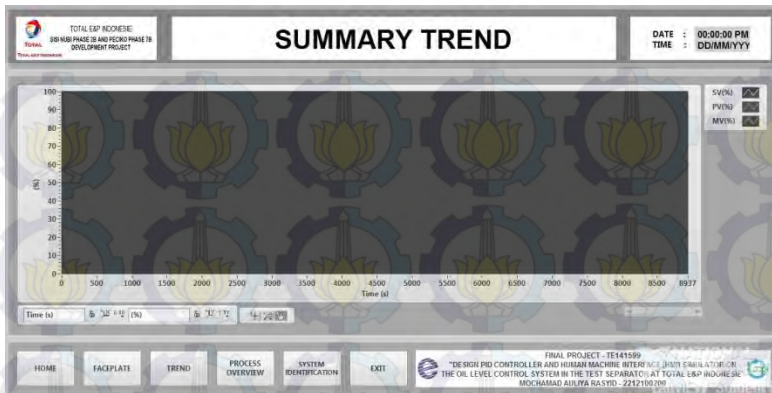 TOTAL
TOTAL E&P INDONESIE
TOTAL E&P INDONESIE
SISI NUBI PHASE 2B AND PECIKO PHASE 7B
DEVELOPMENT PROJECT
SUMMARY TREND
DATE : 00:00:00 PM
TIME : DD/MM/YYY
SV(%)
PV(%)
MV(%)
100
90
80
70
60
50
40
30
20
10
0
(%)
0 500 1000 1500 2000 2500 3000 3500 4000 4500 5000 5500 6000 6500 7000 7500 8000 8500 8937
Time (s)
Time (s)
(%)
HOME
FACEPLATE
TREND
PROCESS
OVERVIEW
SYSTEM
IDENTIFICATION
EXIT
FINAL PROJECT - TE141599
"DESIGN PID CONTROLLER AND HUMAN MACHINE INTERFACE (HMI) SIMULATOR ON
THE OIL LEVEL CONTROL SYSTEM IN THE TEST SEPARATOR AT TOTAL E&P INDONESIE"
MOCHAMAD AULIYA RASYID - 2212100200
NATIONAL